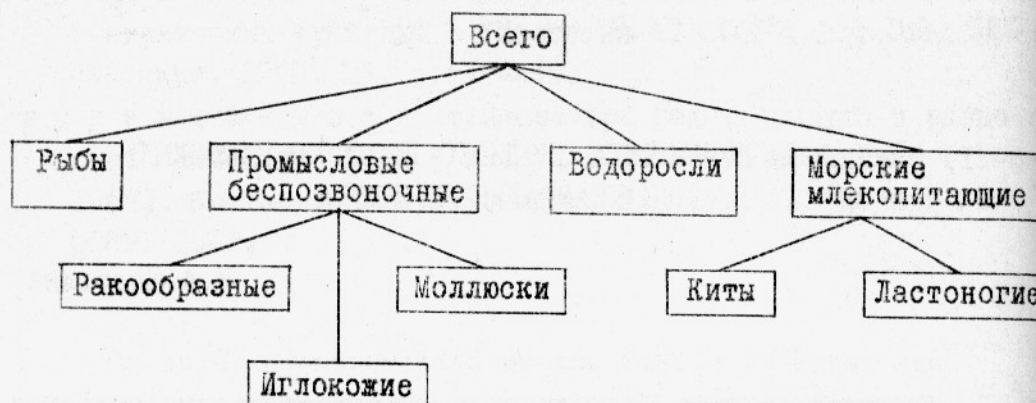 Всего
Рыбы
Промысловые
беспозвоночные
Водоросли
Морские
млекопитающие
Ракообразные
Моллюски
Киты
Ластоногие
Иглокожие